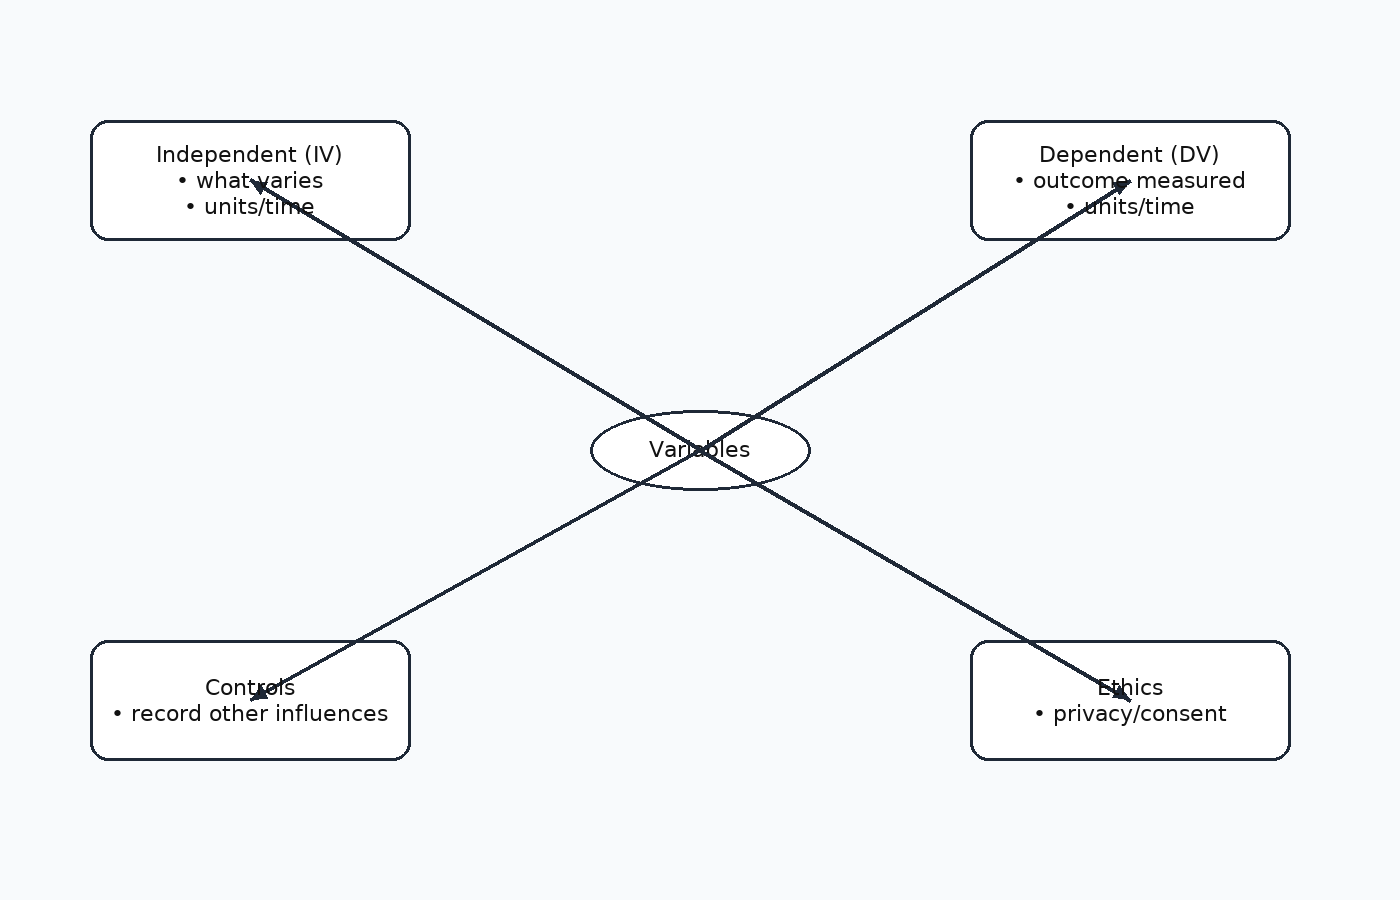 Independent (IV)
• what varies
• units/time
Dependent (DV)
• outcome measured
• units/time
Variables
Controls
• record other influences
Ethics
• privacy/consent